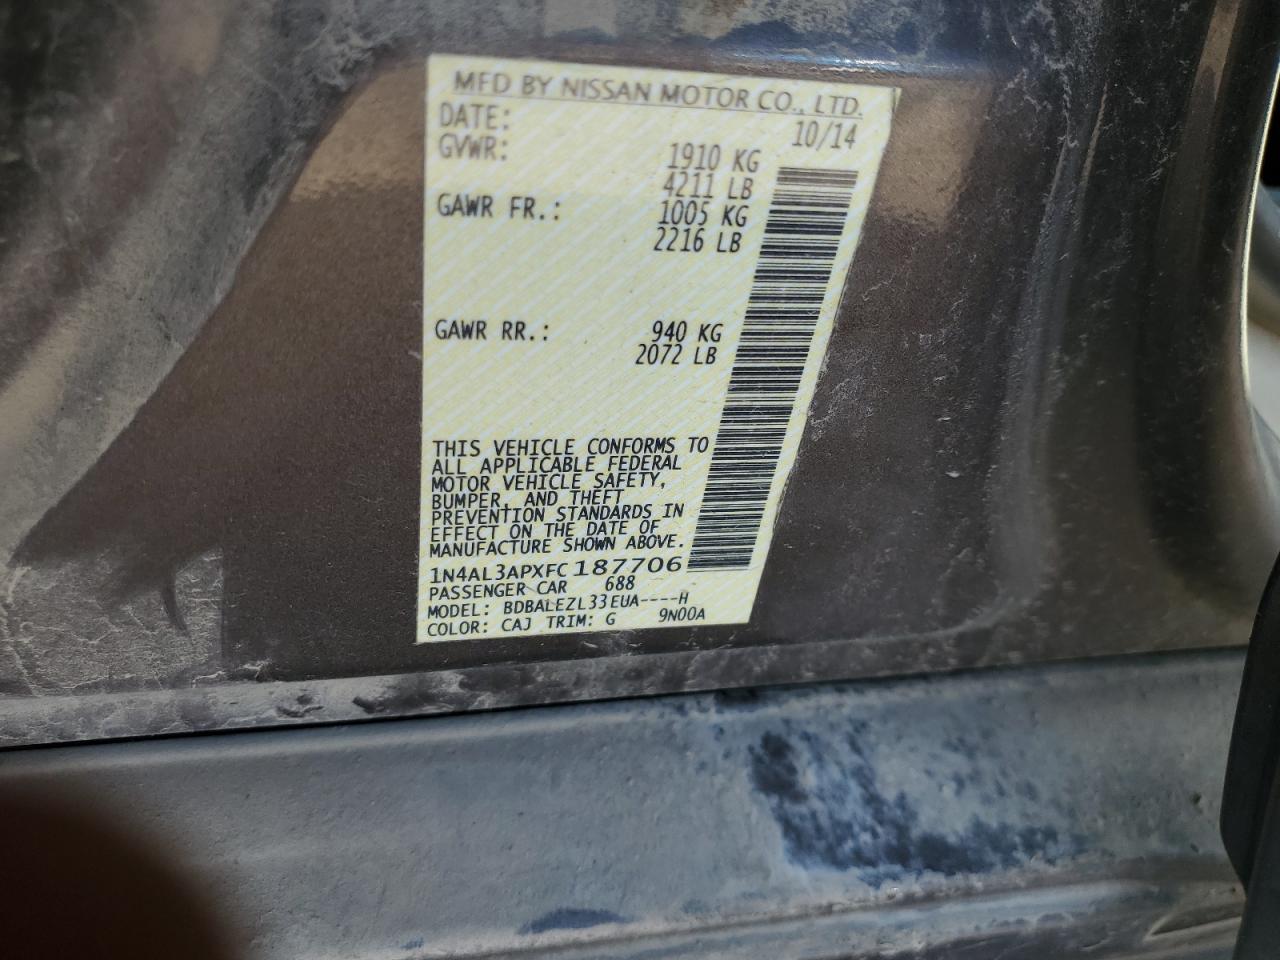 MFD BY NISSAN MOTOR CO., LTD.
DATE: 10/14
GVWR: 1910 KG
4211 LB
GAWR FR.: 1005 KG
2216 LB
GAWR RR.: 940 KG
2072 LB
THIS VEHICLE CONFORMS TO
ALL APPLICABLE FEDERAL
MOTOR VEHICLE SAFETY,
BUMPER, AND THEFT
PREVENTION STANDARDS IN
EFFECT ON THE DATE OF
MANUFACTURE SHOWN ABOVE.
1N4AL3APXFC187706
PASSENGER CAR 688
MODEL: BDBALEZL33EUA----H
COLOR: CAJ TRIM: G 9N00A